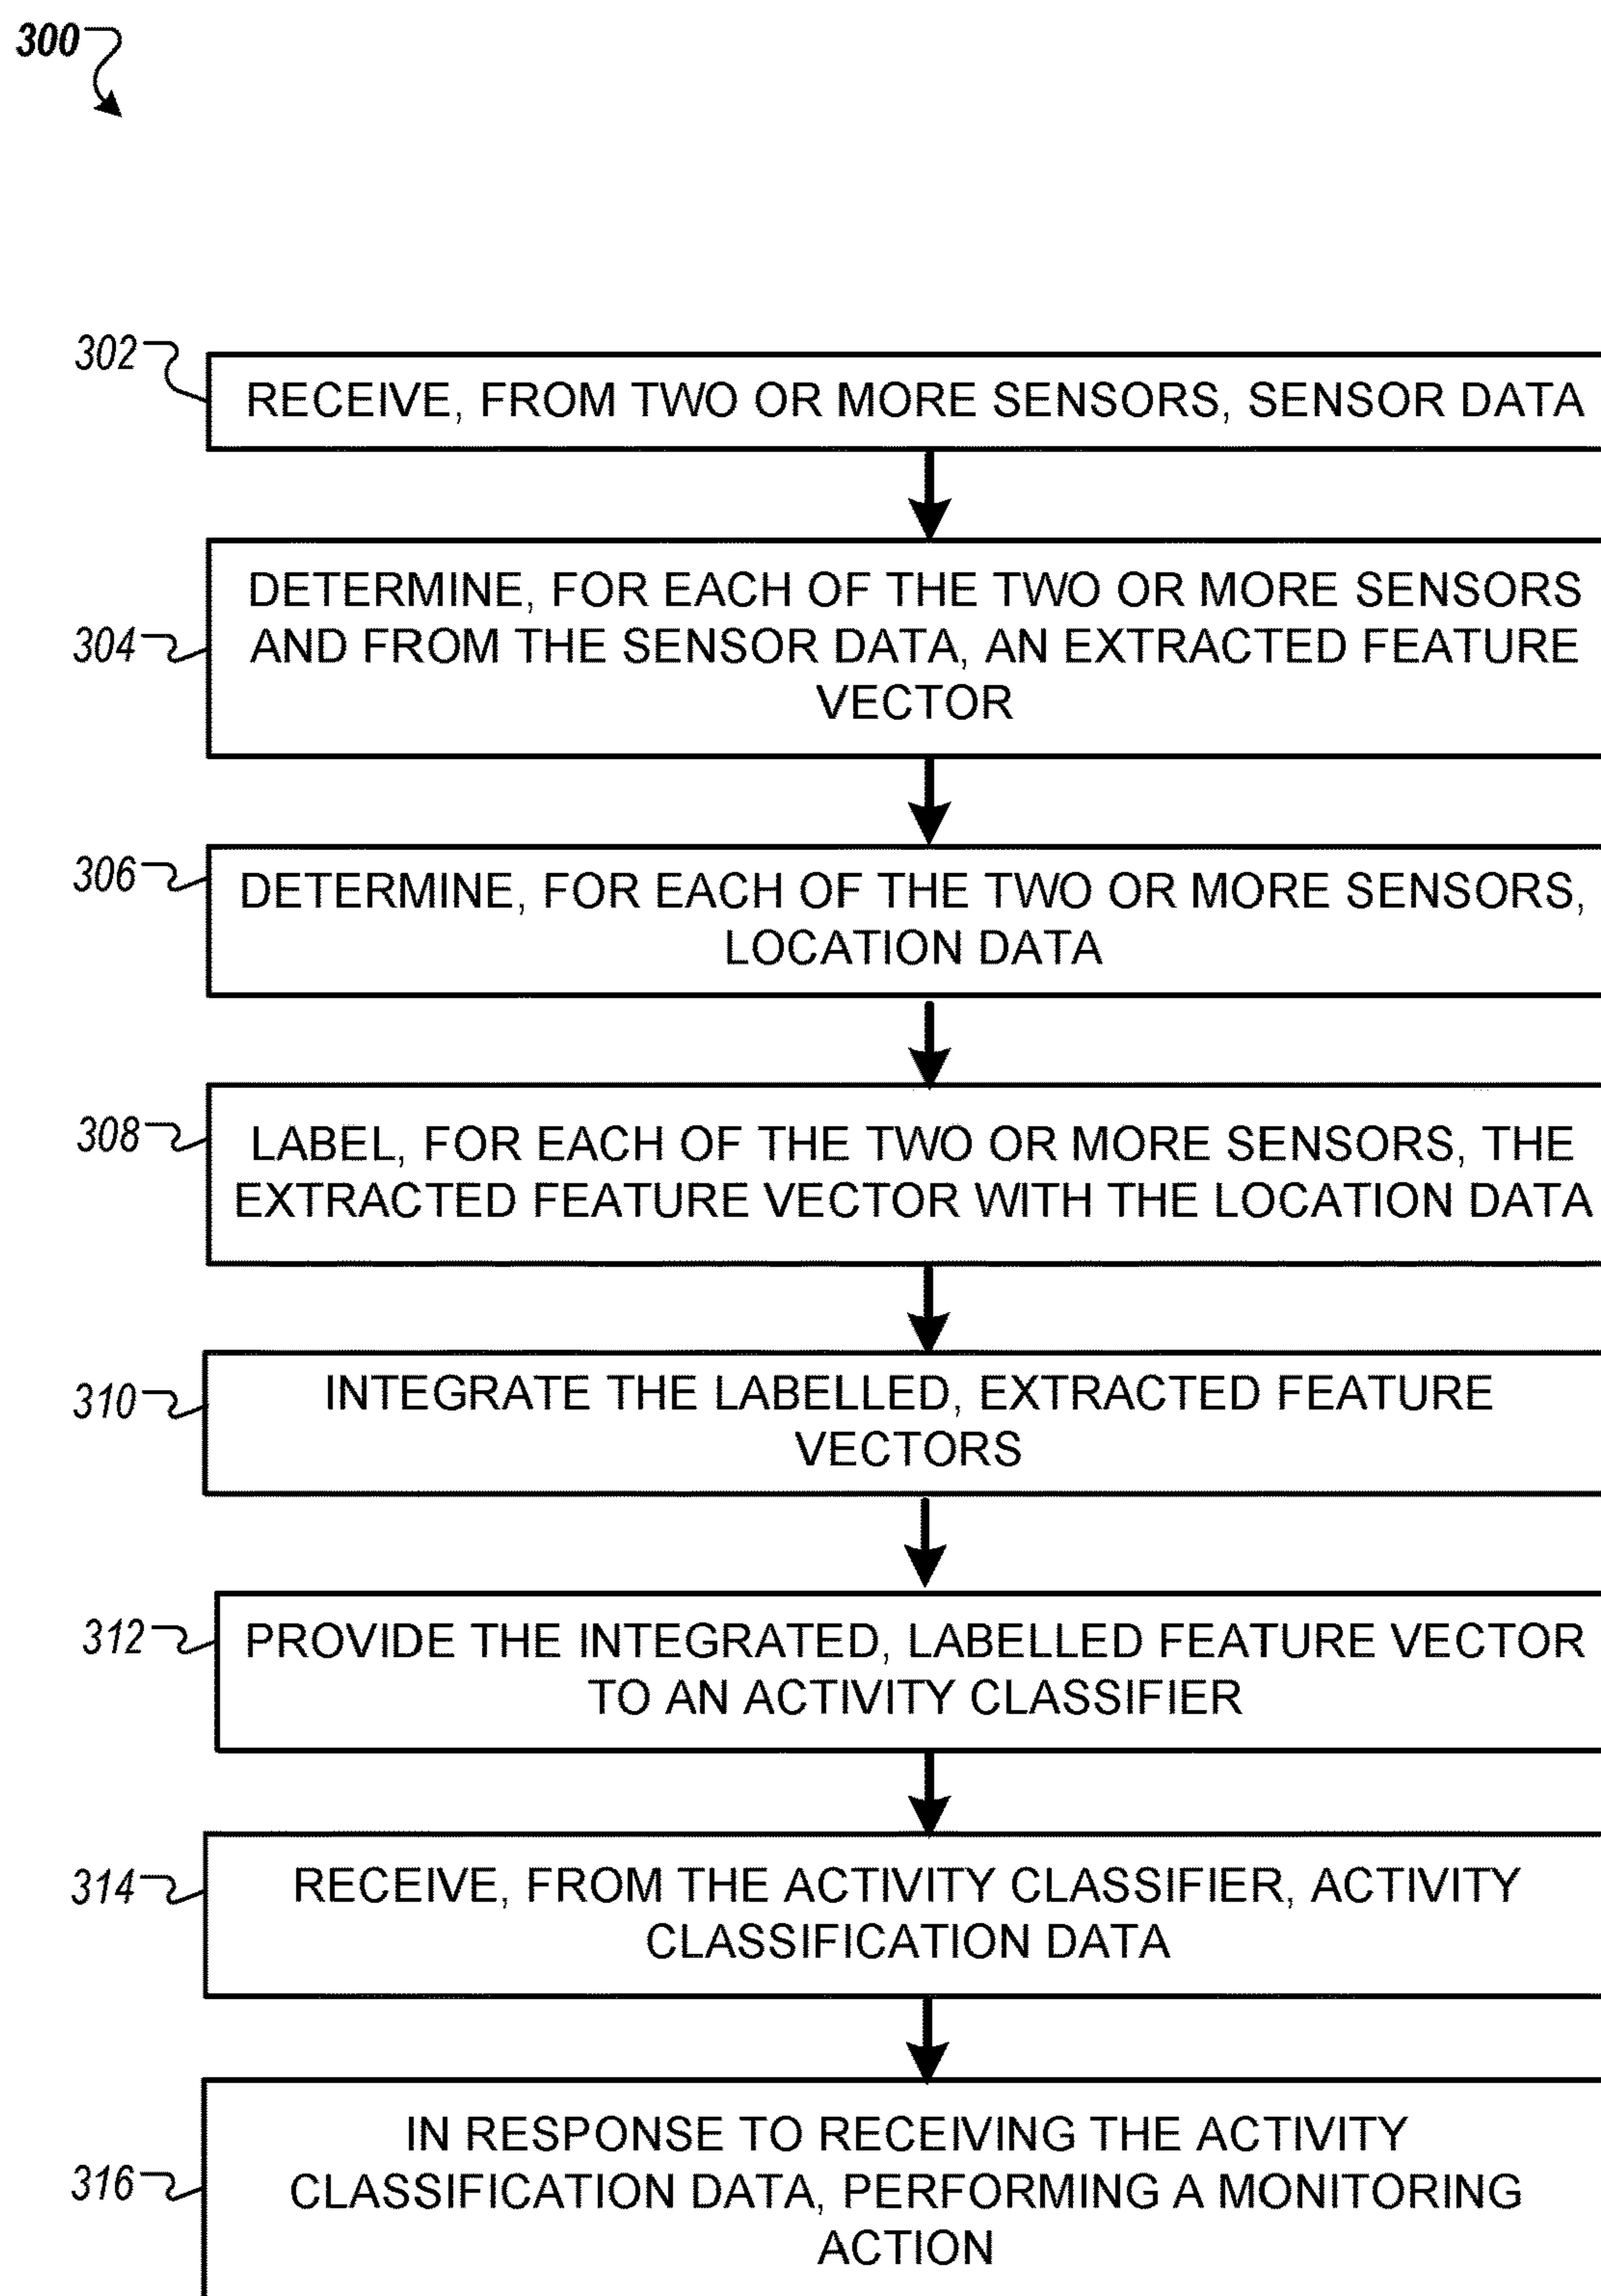 300
302
RECEIVE, FROM TWO OR MORE SENSORS, SENSOR DATA
304
DETERMINE, FOR EACH OF THE TWO OR MORE SENSORS
AND FROM THE SENSOR DATA, AN EXTRACTED FEATURE
VECTOR
306
DETERMINE, FOR EACH OF THE TWO OR MORE SENSORS,
LOCATION DATA
308
LABEL, FOR EACH OF THE TWO OR MORE SENSORS, THE
EXTRACTED FEATURE VECTOR WITH THE LOCATION DATA
310
INTEGRATE THE LABELLED, EXTRACTED FEATURE
VECTORS
312
PROVIDE THE INTEGRATED, LABELLED FEATURE VECTOR
TO AN ACTIVITY CLASSIFIER
314
RECEIVE, FROM THE ACTIVITY CLASSIFIER, ACTIVITY
CLASSIFICATION DATA
316
IN RESPONSE TO RECEIVING THE ACTIVITY
CLASSIFICATION DATA, PERFORMING A MONITORING
ACTION